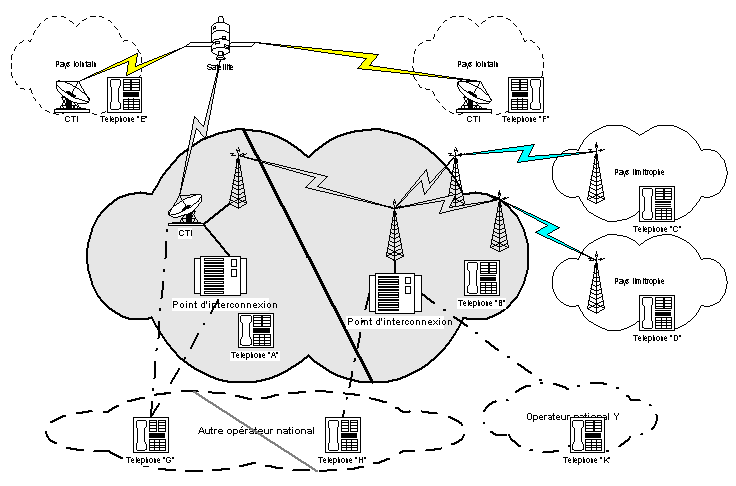 Pays lointain
Satellite
Pays lointain
CTI
Telephone "E"
CTI
Telephone "F"
Pays limitrophe
Telephone "C"
CTI
Pays limitrophe
Point d'interconnexion
Telephone "B"
Point d'interconnexion
Telephone "D"
Telephone "A"
Autre opérateur national
Operateur national Y
Telephone "G"
Telephone "H"
Telephone "K"